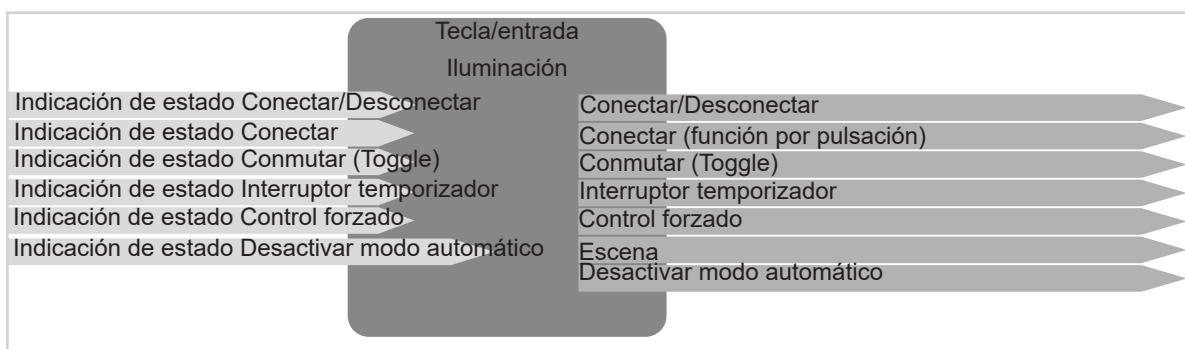 Tecla/entrada
Iluminación
Indicación de estado Conectar/Desconectar
Indicación de estado Conectar
Indicación de estado Conmutar (Toggle)
Indicación de estado Interruptor temporizador
Indicación de estado Control forzado
Indicación de estado Desactivar modo automático
Conectar/Desconectar
Conectar (función por pulsación)
Conmutar (Toggle)
Interruptor temporizador
Control forzado
Escena
Desactivar modo automático